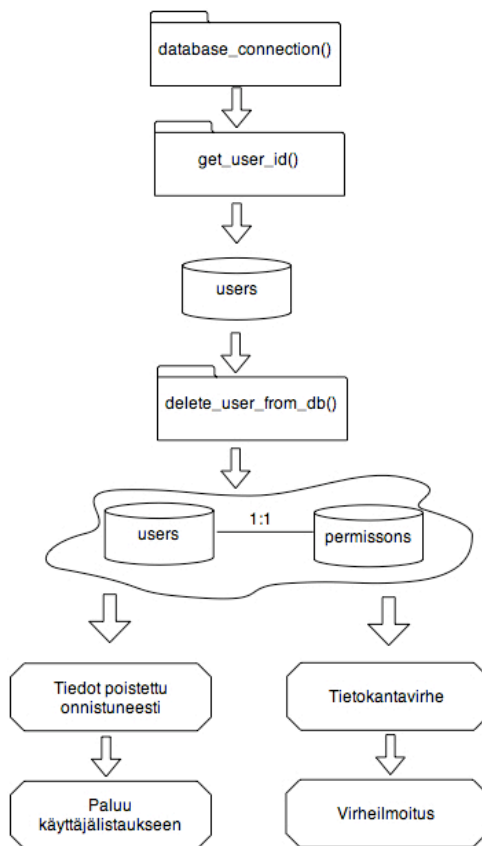 database_connection()
get_user_id()
users
delete_user_from_db()
users
1:1
permissons
Tiedot poistettu
onnistuneesti
Tietokantavirhe
Paluu
käyttäjälistaukseen
Virheilmoitus